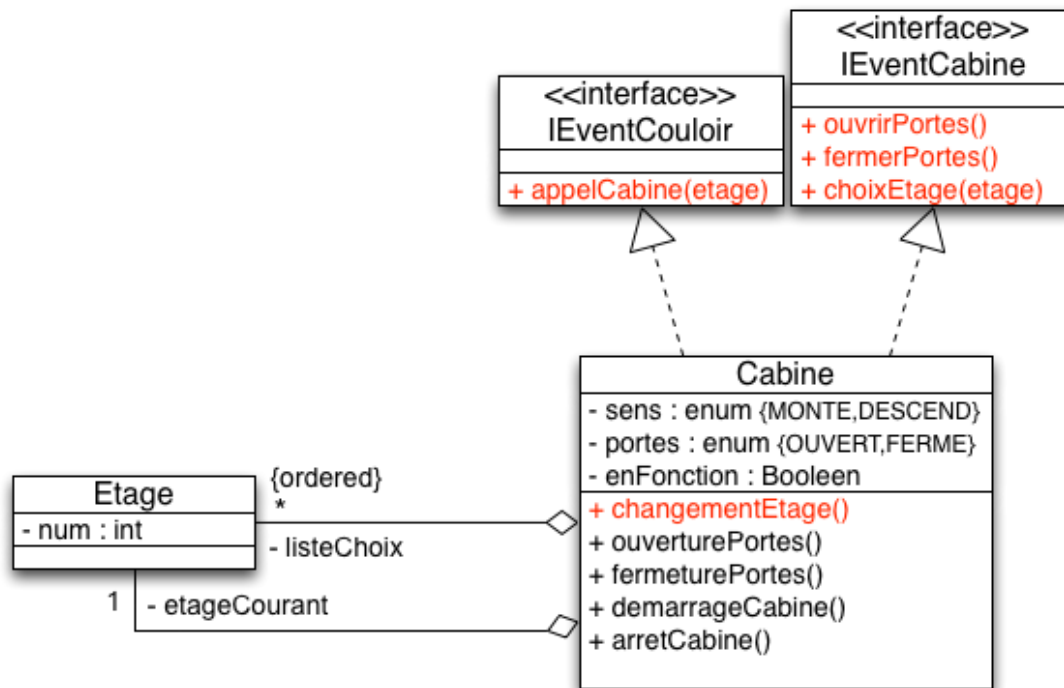 <<interface>>
IEventCabine
+ ouvrirPortes()
+ fermerPortes()
+ choixEtage(etage)
<<interface>>
IEventCouloir
+ appelCabine(etage)
Cabine
- sens : enum {MONTE,DESCEND}
- portes : enum {OUVERT,FERME}
- enFonction : Booleen
+ changementEtage()
+ ouverturePortes()
+ fermeturePortes()
+ demarrageCabine()
+ arretCabine()
Etage
- num : int
{ordered}
*
- listeChoix
1
- etageCourant